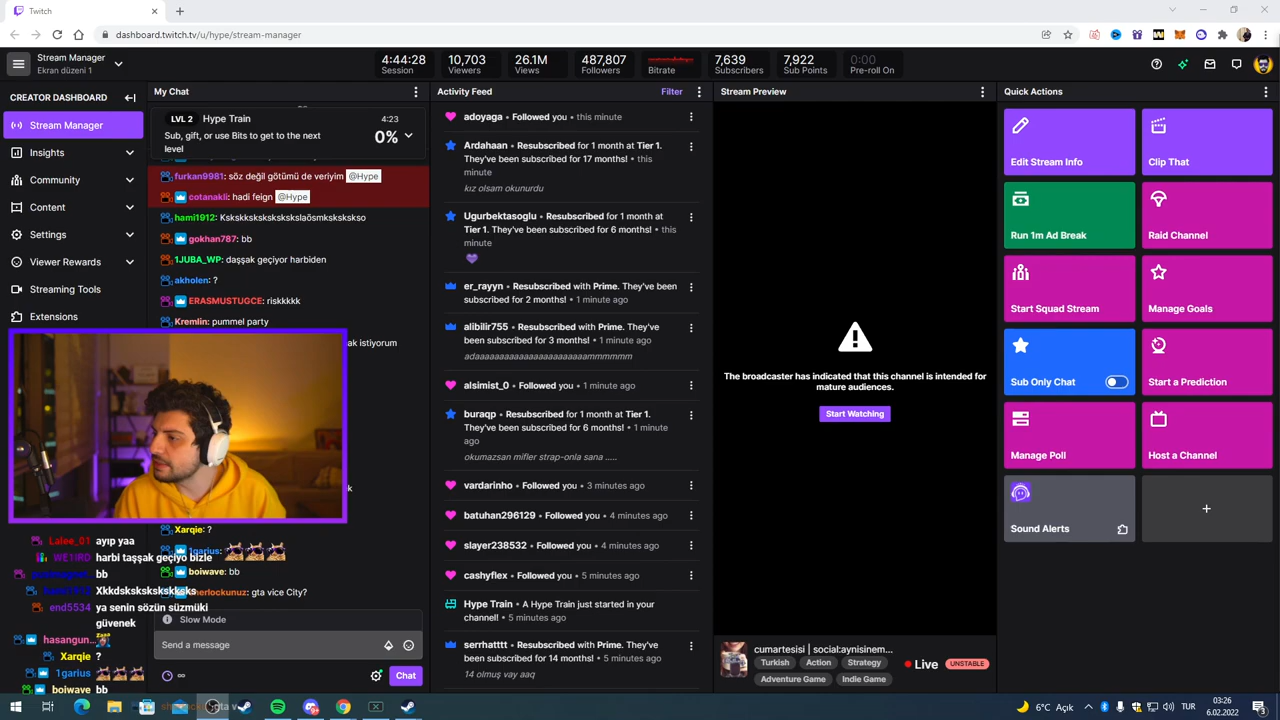 Twitch
dashboard.twitch.tv/u/hype/stream-manager
Stream Manager
Ekran düzeni 1
4:44:28
Session
10,703
Viewers
26.1M
Views
487,807
Followers
Bitrate
7,639
Subscribers
7,922
Sub Points
0:00
Pre-roll On
CREATOR DASHBOARD
Stream Manager
Insights
Community
Content
Settings
Viewer Rewards
Streaming Tools
Extensions
My Chat
LVL 2 Hype Train
4:23
Sub, gift, or use Bits to get to the next
level
0%
furkan9981: söz değil götümü de veriyim @Hype
cotanakli: hadi feign @Hype
hami1912: Kskskksksksksksklaösmsksksksso
gokhan787: bb
1JUBA_WP: daşşak geçiyor harbiden
akholen: ?
ERASMUSTUGCE: riskkkk
Kremlin: pummel party
ak istiyorum
k
Xarqie: ?
1garius:
boiwave: bb
herlockunuz: gta vice City?
Slow Mode
Send a message
Chat
Lalee_01 ayıp yaa
WE1IRD harbi taşşak geçiyo bizle
bb
Xkkdsksksksksksks
end5534 ya senin sözün süzmüki
güvenek
hasangun...
Xarqie ?
1garius
boiwave bb
Activity Feed
Filter
adoyaga • Followed you • this minute
Ardahaan • Resubscribed for 1 month at Tier 1.
They've been subscribed for 17 months! • this
minute
kız olsam okunurdu
Ugurbektasoglu • Resubscribed for 1 month at
Tier 1. They've been subscribed for 6 months! • this
minute
er_rayyn • Resubscribed with Prime. They've been
subscribed for 2 months! • 1 minute ago
alibilir755 • Resubscribed with Prime. They've
been subscribed for 3 months! • 1 minute ago
adaaaaaaaaaaaaaaaaaaaaaaammmmmm
alsimist_0 • Followed you • 1 minute ago
buraqp • Resubscribed for 1 month at Tier 1.
They've been subscribed for 6 months! • 1 minute
ago
okumazsan mifler strap-onla sana .....
vardarinho • Followed you • 3 minutes ago
batuhan296129 • Followed you • 4 minutes ago
slayer238532 • Followed you • 4 minutes ago
cashyflex • Followed you • 5 minutes ago
Hype Train • A Hype Train just started in your
channel! • 5 minutes ago
serrhatttt • Resubscribed with Prime. They've
been subscribed for 14 months! • 5 minutes ago
14 olmuş vay aaq
Stream Preview
The broadcaster has indicated that this channel is intended for
mature audiences.
Start Watching
cumartesisi | social:aynisinem...
Turkish Action Strategy
Adventure Game Indie Game
Live
UNSTABLE
Quick Actions
Edit Stream Info
Clip That
Run 1m Ad Break
Raid Channel
Start Squad Stream
Manage Goals
Sub Only Chat
Start a Prediction
Manage Poll
Host a Channel
Sound Alerts
6°C Açık
TUR
03:26
6.02.2022